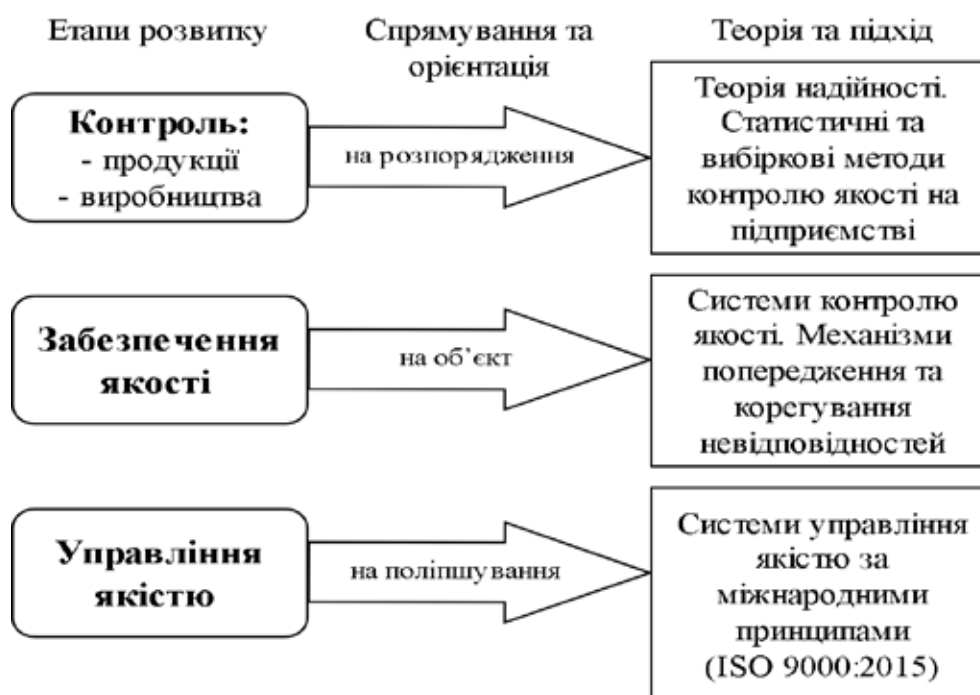 Етапи розвитку
Спрямування та
орієнтація
Теорія та підхід
Контроль:
- продукції
- виробництва
на розпорядження
Теорія надійності.
Статистичні та
вибіркові методи
контролю якості на
підприємстві
Забезпечення
якості
на об’єкт
Системи контролю
якості. Механізми
попередження та
корегування
невідповідностей
Управління
якістю
на поліпшування
Системи управління
якістю за
міжнародними
принципами
(ISO 9000:2015)